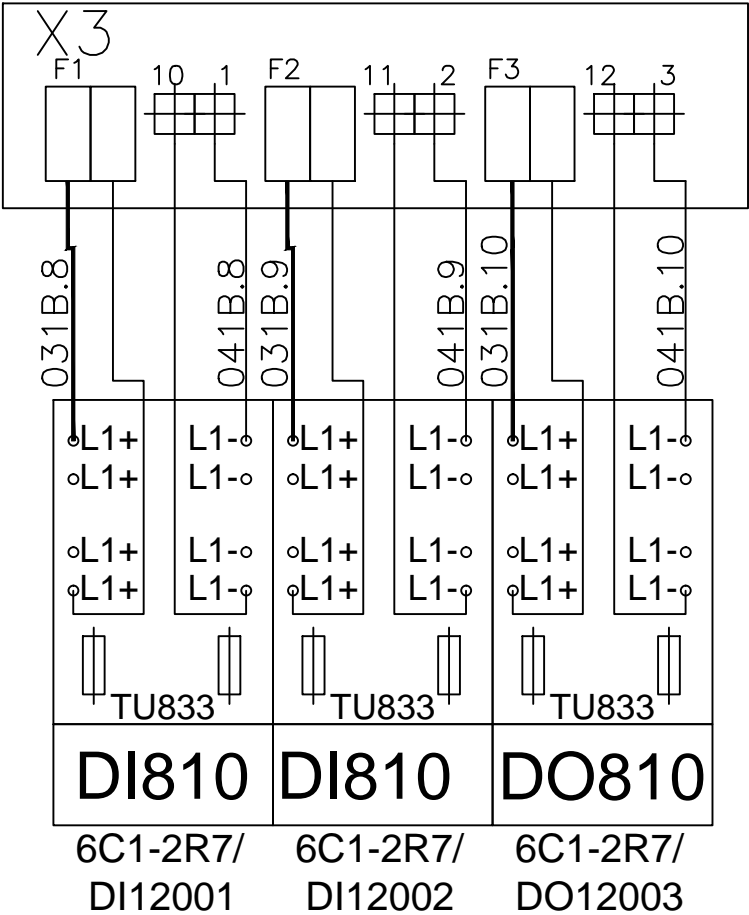 X3
F1 10 1 F2 11 2 F3 12 3
031B.8 041B.8 031B.9 041B.9 031B.10 041B.10
L1+ L1- L1+ L1- L1+ L1-
L1+ L1- L1+ L1- L1+ L1-
L1+ L1- L1+ L1- L1+ L1-
L1+ L1- L1+ L1- L1+ L1-
TU833 TU833 TU833
DI810 DI810 DO810
6C1-2R7/ 6C1-2R7/ 6C1-2R7/
DI12001 DI12002 DO12003